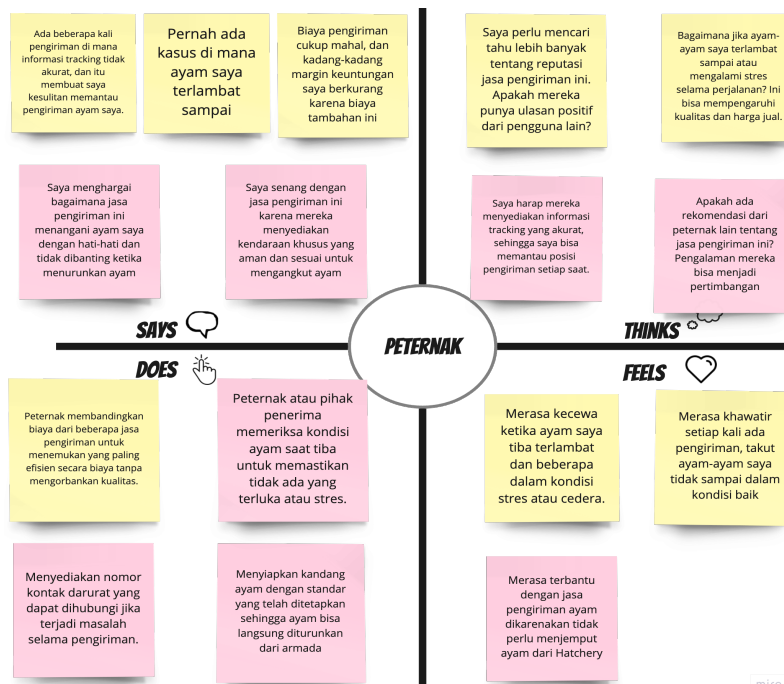 Ada beberapa kali
pengiriman di mana
informasi tracking tidak
akurat, dan itu
membuat saya
kesulitan memantau
pengiriman ayam saya.
Pernah ada
kasus di mana
ayam saya
terlambat
sampai
Biaya pengiriman
cukup mahal, dan
kadang-kadang
margin keuntungan
saya berkurang
karena biaya
tambahan ini
Saya menghargai
bagaimana jasa
pengiriman ini
menangani ayam saya
dengan hati-hati dan
tidak dibanting ketika
menurunkan ayam
Saya senang dengan
jasa pengiriman ini
karena mereka
menyediakan
kendaraan khusus yang
aman dan sesuai untuk
mengangkut ayam
SAYS
Saya perlu mencari
tahu lebih banyak
tentang reputasi
jasa pengiriman ini.
Apakah mereka
punya ulasan positif
dari pengguna lain?
Bagaimana jika ayam-
ayam saya terlambat
sampai atau
mengalami stres
selama perjalanan? Ini
bisa mempengaruhi
kualitas dan harga jual.
Saya harap mereka
menyediakan informasi
tracking yang akurat,
sehingga saya bisa
memantau posisi
pengiriman setiap saat.
Apakah ada
rekomendasi dari
peternak lain tentang
jasa pengiriman ini?
Pengalaman mereka
bisa menjadi
pertimbangan
THINKS
PETERNAK
DOES
Peternak membandingkan
biaya dari beberapa jasa
pengiriman untuk
menemukan yang paling
efisien secara biaya tanpa
mengorbankan kualitas.
Peternak atau pihak
penerima
memeriksa kondisi
ayam saat tiba
untuk memastikan
tidak ada yang
terluka atau stres.
Menyediakan nomor
kontak darurat yang
dapat dihubungi jika
terjadi masalah
selama pengiriman.
Menyiapkan kandang
ayam dengan standar
yang telah ditetapkan
sehingga ayam bisa
langsung diturunkan
dari armada
FEELS
Merasa kecewa
ketika ayam saya
tiba terlambat
dan beberapa
dalam kondisi
stres atau cedera.
Merasa khawatir
setiap kali ada
pengiriman, takut
ayam-ayam saya
tidak sampai dalam
kondisi baik
Merasa terbantu
dengan jasa
pengiriman ayam
dikarenakan tidak
perlu menjemput
ayam dari Hatchery